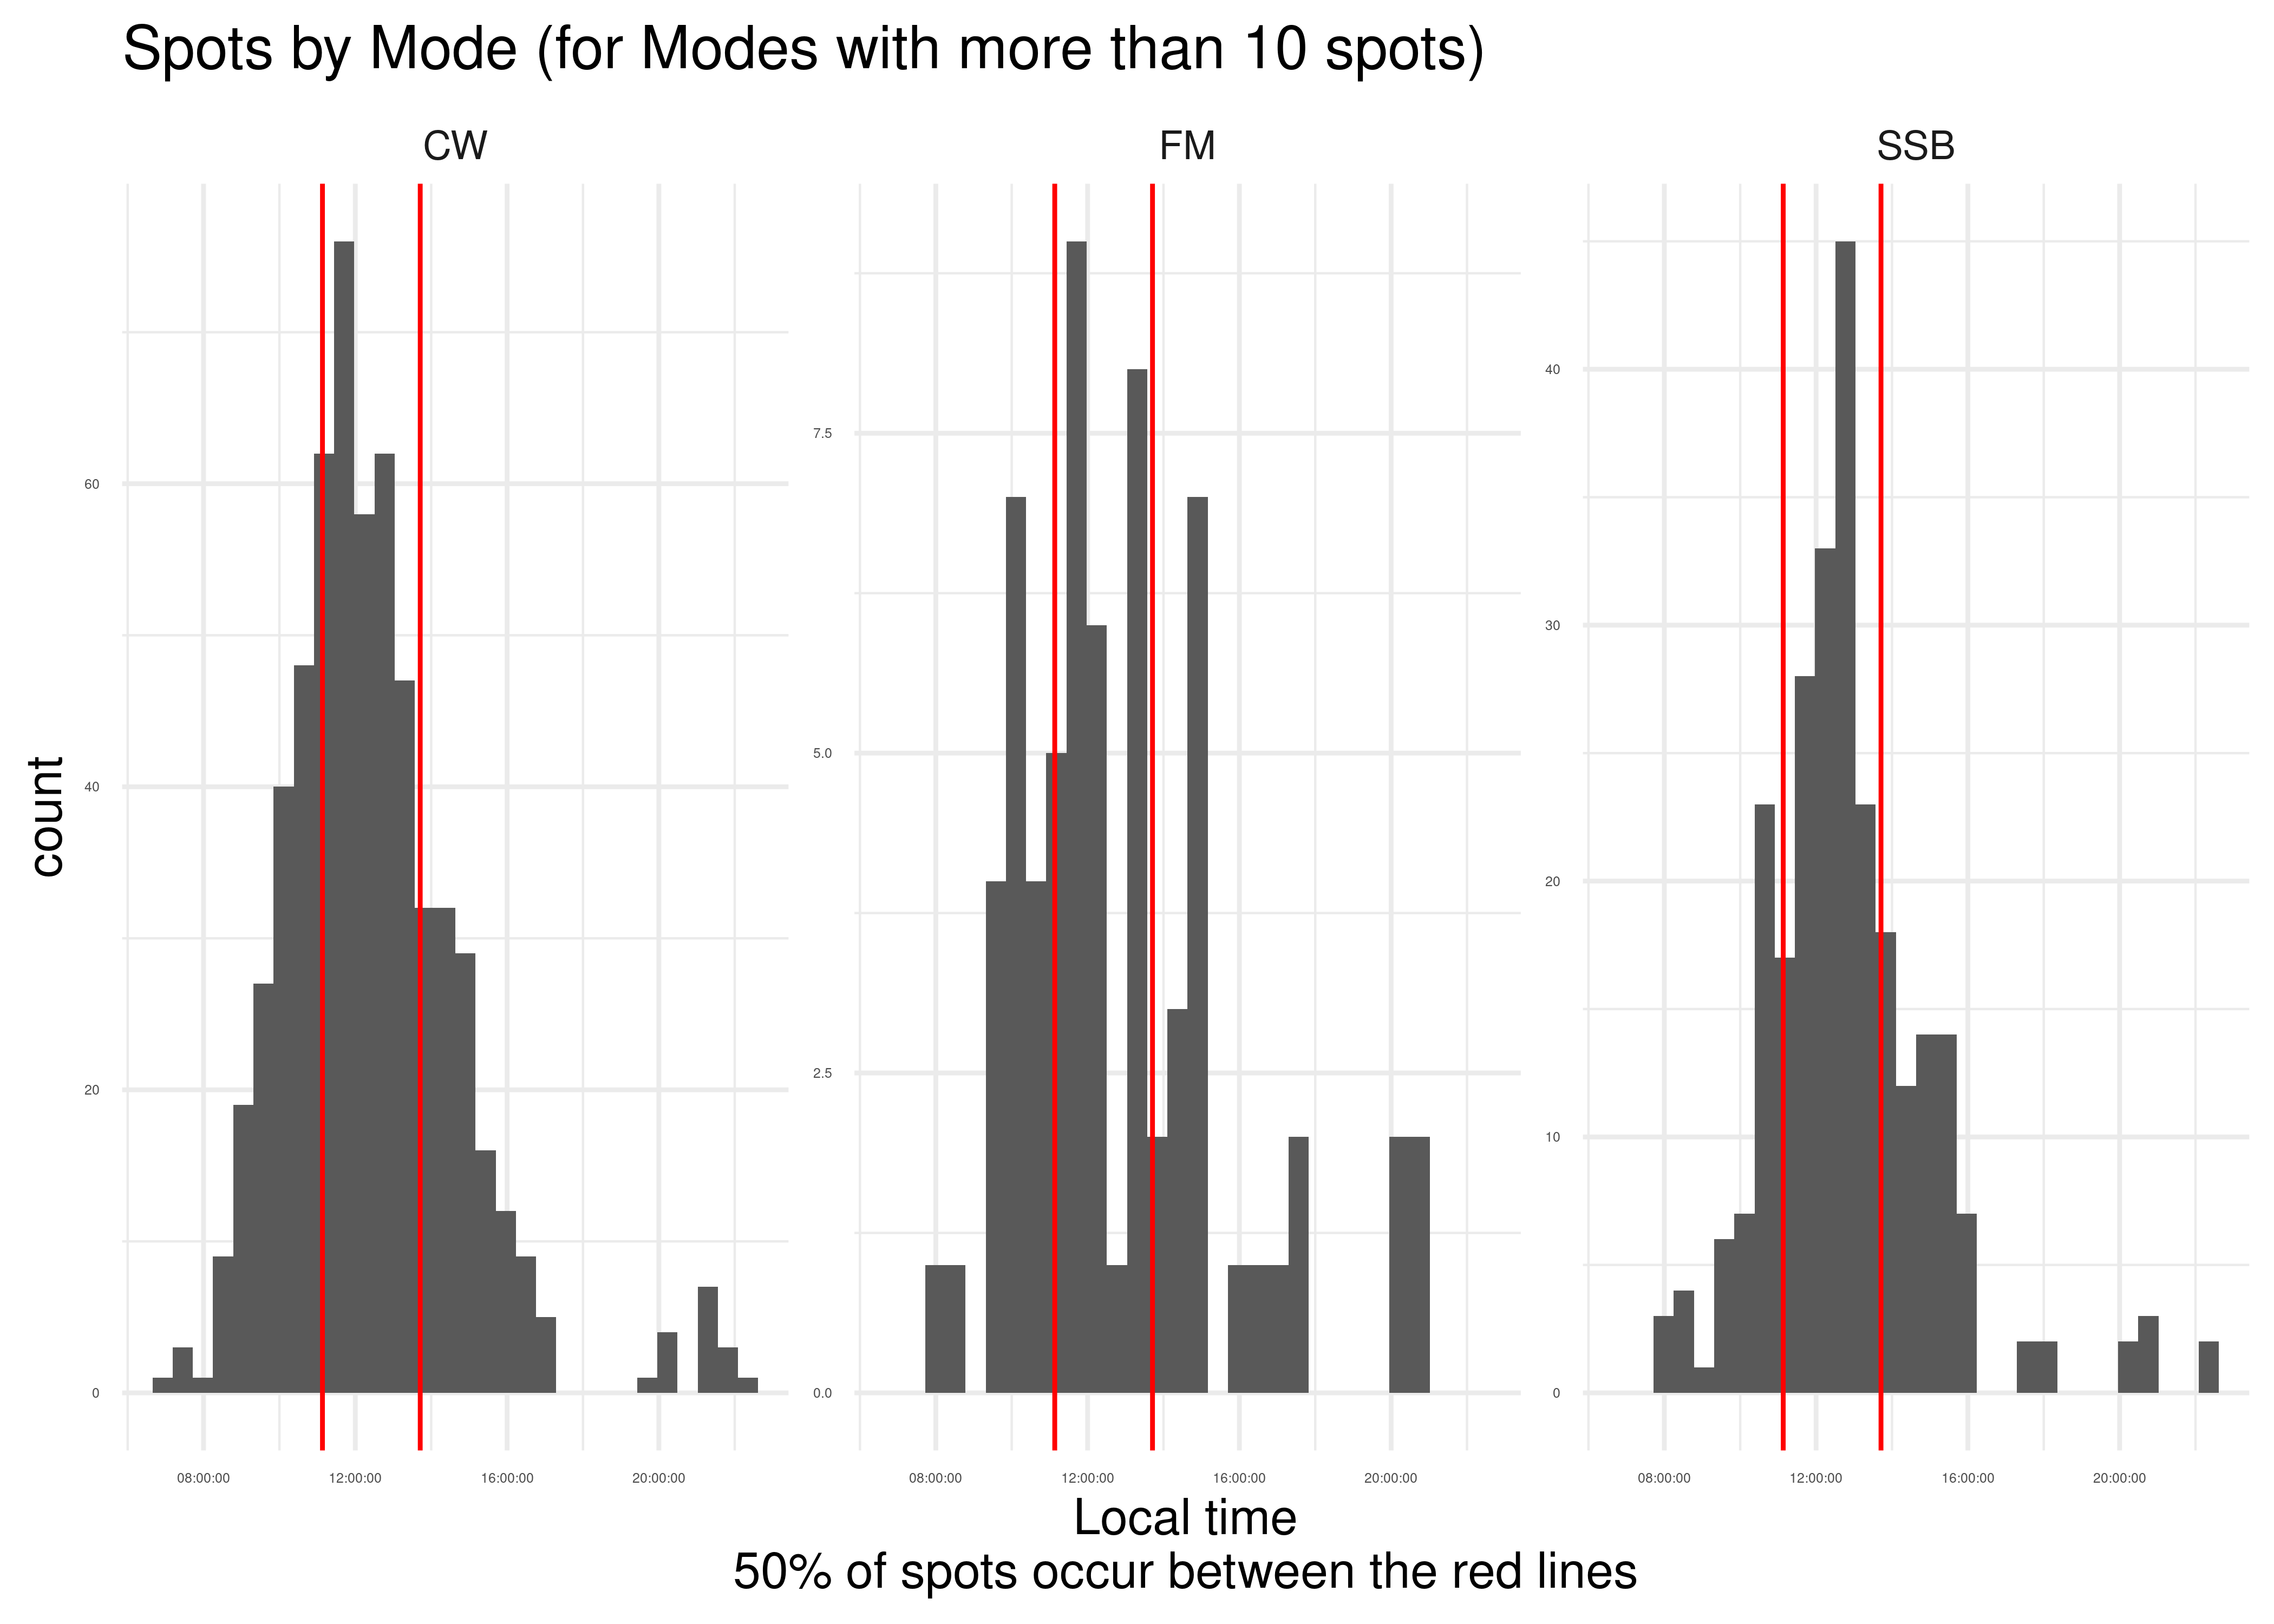 Spots by Mode (for Modes with more than 10 spots)
CW
FM
SSB
count
60
40
20
0
7.5
5.0
2.5
0.0
40
30
20
10
0
08:00:00 12:00:00 16:00:00 20:00:00
08:00:00 12:00:00 16:00:00 20:00:00
08:00:00 12:00:00 16:00:00 20:00:00
Local time
50% of spots occur between the red lines